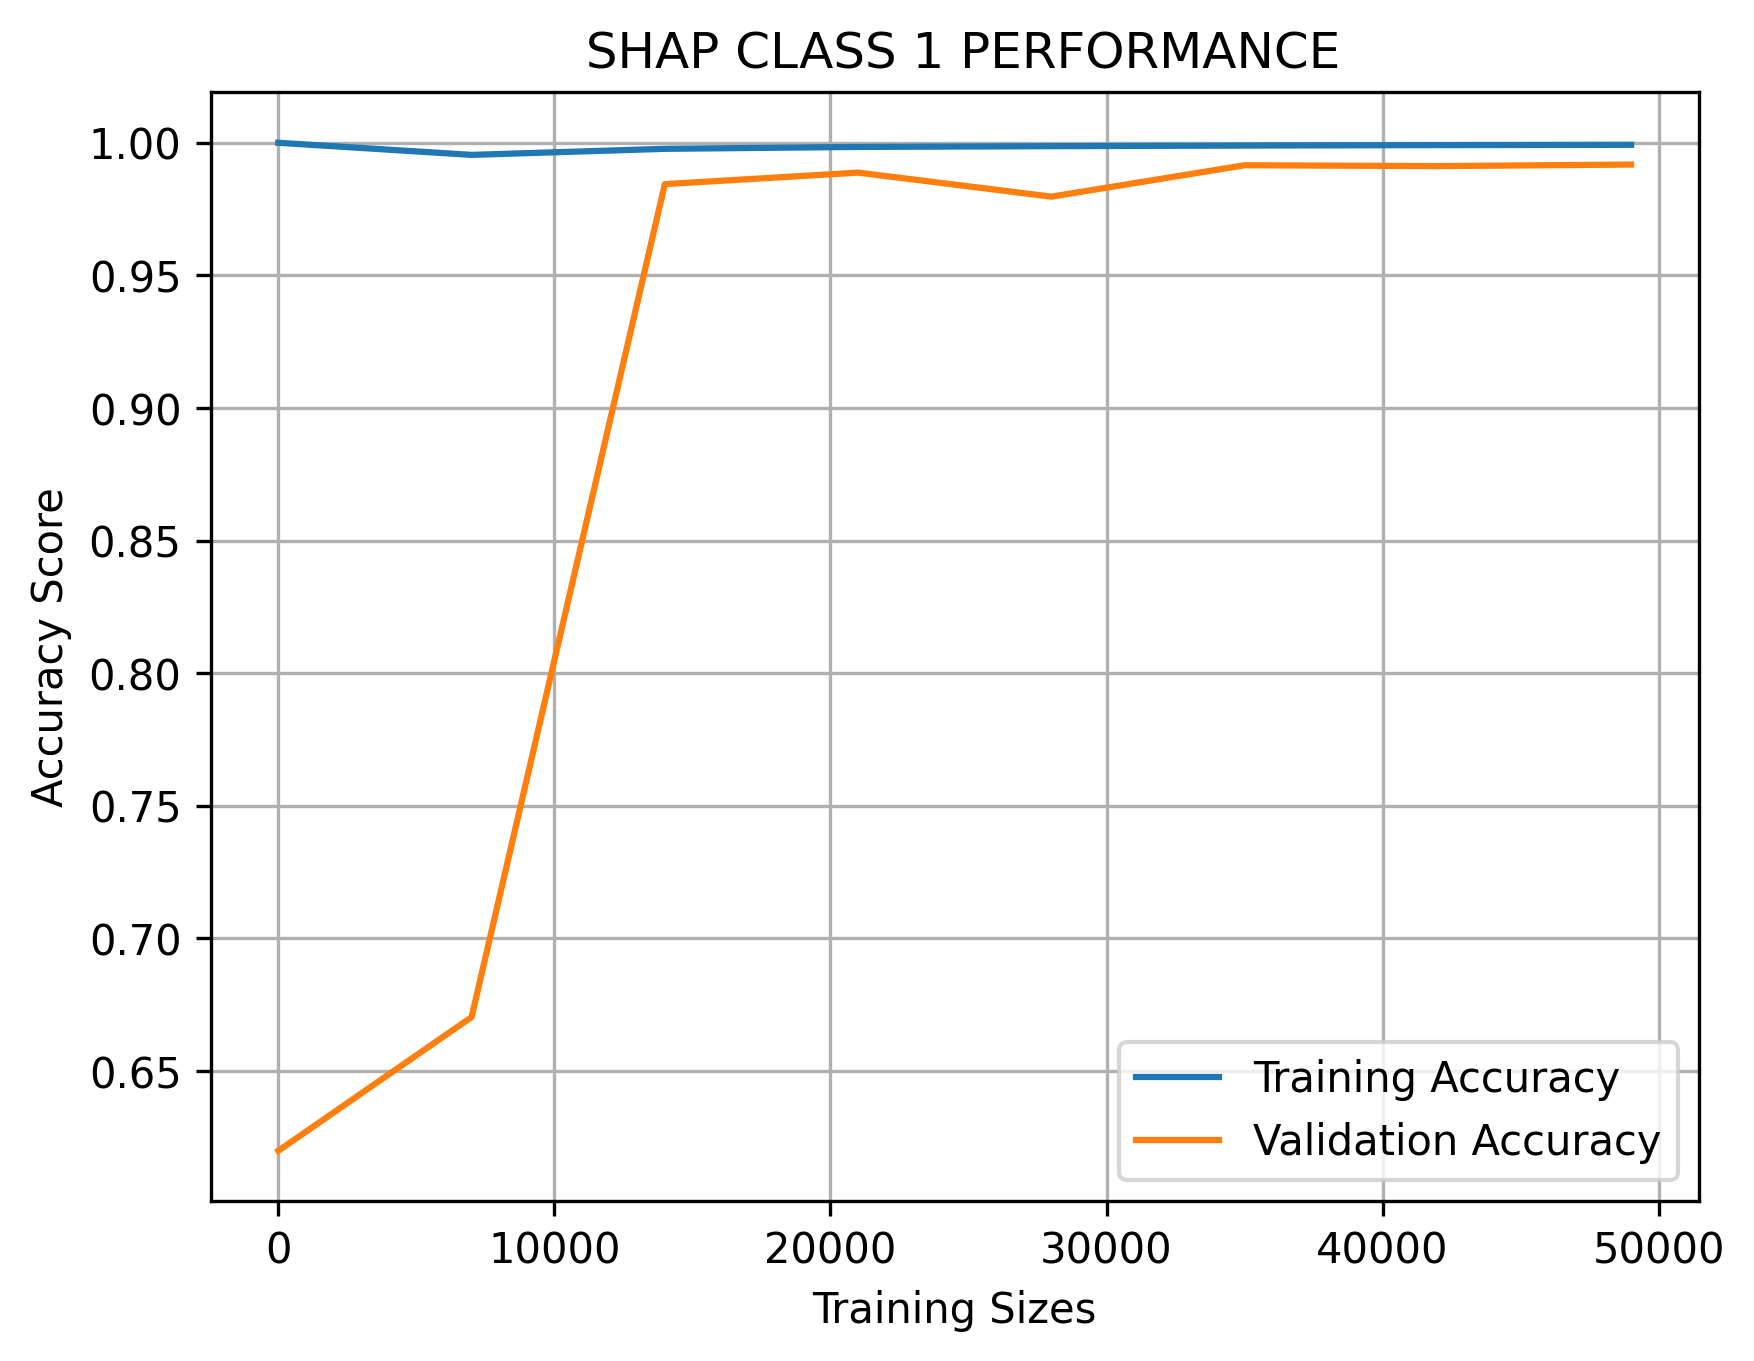 SHAP CLASS 1 PERFORMANCE
1.00
0.95
0.90
0.85
0.80
0.75
0.70
0.65
Accuracy Score
Training Accuracy
Validation Accuracy
0 10000 20000 30000 40000 50000
Training Sizes